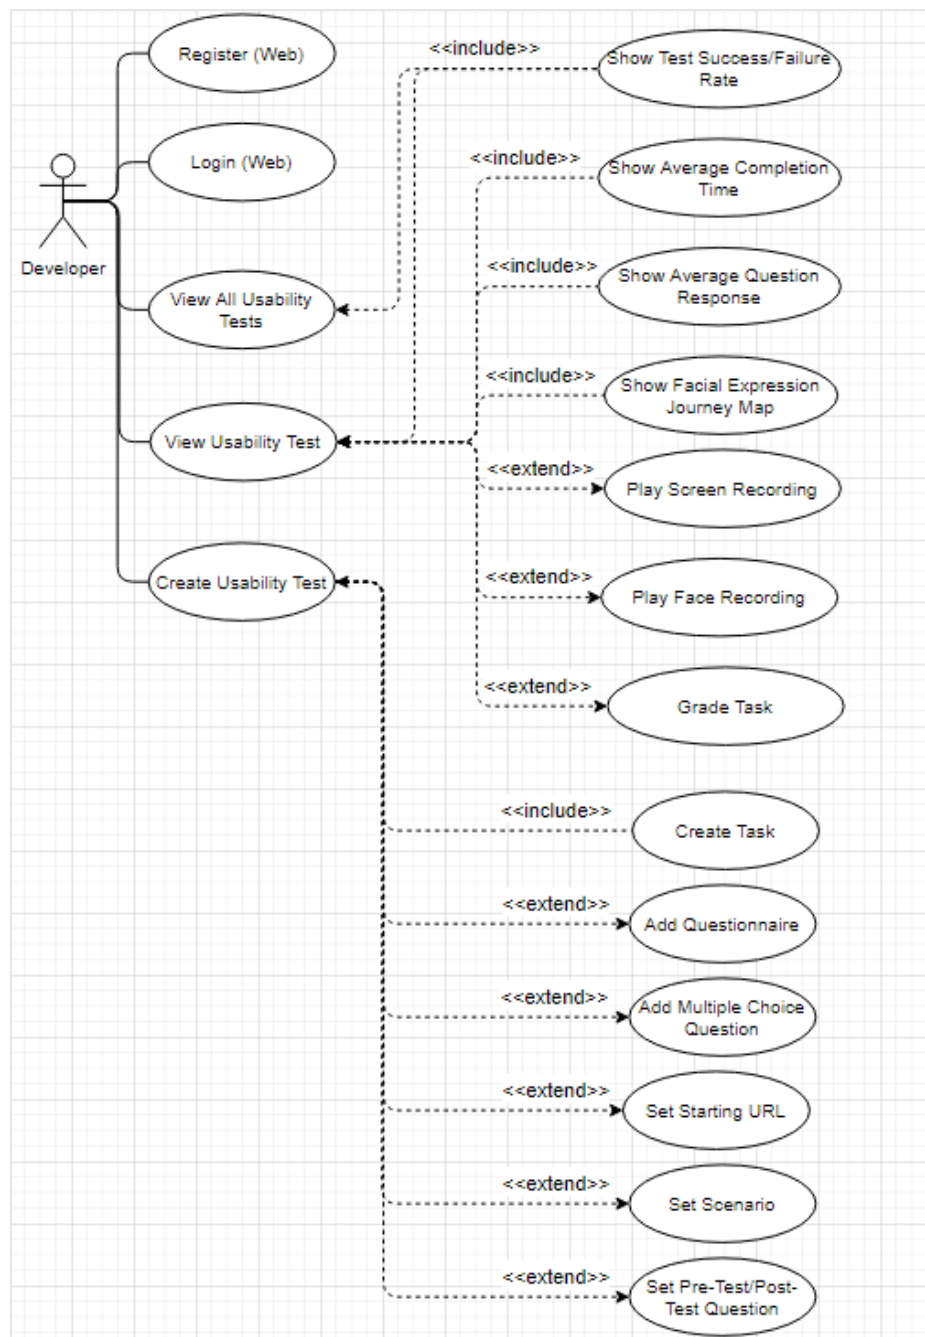 Register (Web)
<<include>>
Show Test Success/Failure
Rate
Login (Web)
<<include>>
Show Average Completion
Time
Developer
<<include>>
Show Average Question
Response
View All Usability
Tests
<<include>>
Show Facial Expression
Journey Map
View Usability Test
<<extend>>
Play Screen Recording
Create Usability Test
<<extend>>
Play Face Recording
<<extend>>
Grade Task
<<include>>
Create Task
<<extend>>
Add Questionnaire
<<extend>>
Add Multiple Choice
Question
<<extend>>
Set Starting URL
<<extend>>
Set Scenario
<<extend>>
Set Pre-Test/Post-
Test Question